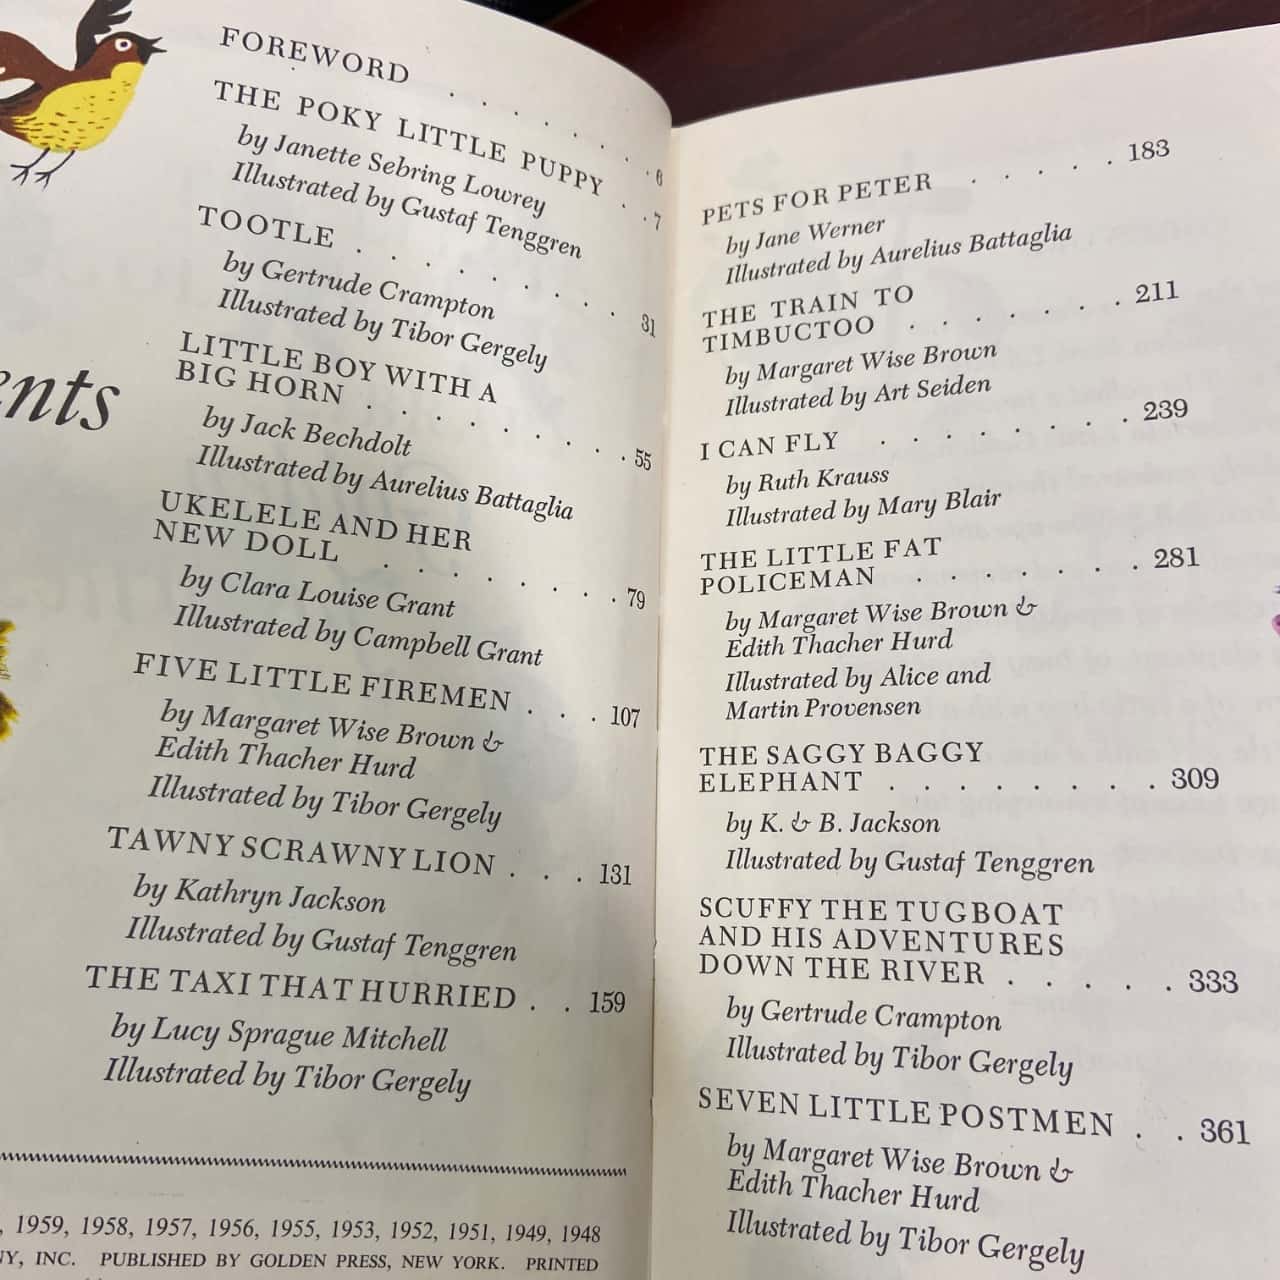 ents
FOREWORD . . . . . . . 6
THE POKY LITTLE PUPPY . . 7
by Janette Sebring Lowrey
Illustrated by Gustaf Tenggren
TOOTLE . . . . . . . . 31
by Gertrude Crampton
Illustrated by Tibor Gergely
LITTLE BOY WITH A
BIG HORN . . . . . . . . 55
by Jack Bechdolt
Illustrated by Aurelius Battaglia
UKELELE AND HER
NEW DOLL . . . . . . . . 79
by Clara Louise Grant
Illustrated by Campbell Grant
FIVE LITTLE FIREMEN . . . 107
by Margaret Wise Brown &
Edith Thacher Hurd
Illustrated by Tibor Gergely
TAWNY SCRAWNY LION . . . 131
by Kathryn Jackson
Illustrated by Gustaf Tenggren
THE TAXI THAT HURRIED . . 159
by Lucy Sprague Mitchell
Illustrated by Tibor Gergely
, 1959, 1958, 1957, 1956, 1955, 1953, 1952, 1951, 1949, 1948
NY, INC. PUBLISHED BY GOLDEN PRESS, NEW YORK. PRINTED
PETS FOR PETER . . . . . 183
by Jane Werner
Illustrated by Aurelius Battaglia
THE TRAIN TO
TIMBUCTOO . . . . . . . 211
by Margaret Wise Brown
Illustrated by Art Seiden
I CAN FLY . . . . . . . . 239
by Ruth Krauss
Illustrated by Mary Blair
THE LITTLE FAT
POLICEMAN . . . . . . . 281
by Margaret Wise Brown &
Edith Thacher Hurd
Illustrated by Alice and
Martin Provensen
THE SAGGY BAGGY
ELEPHANT . . . . . . . . 309
by K. & B. Jackson
Illustrated by Gustaf Tenggren
SCUFFY THE TUGBOAT
AND HIS ADVENTURES
DOWN THE RIVER . . . . . 333
by Gertrude Crampton
Illustrated by Tibor Gergely
SEVEN LITTLE POSTMEN . . 361
by Margaret Wise Brown &
Edith Thacher Hurd
Illustrated by Tibor Gergely